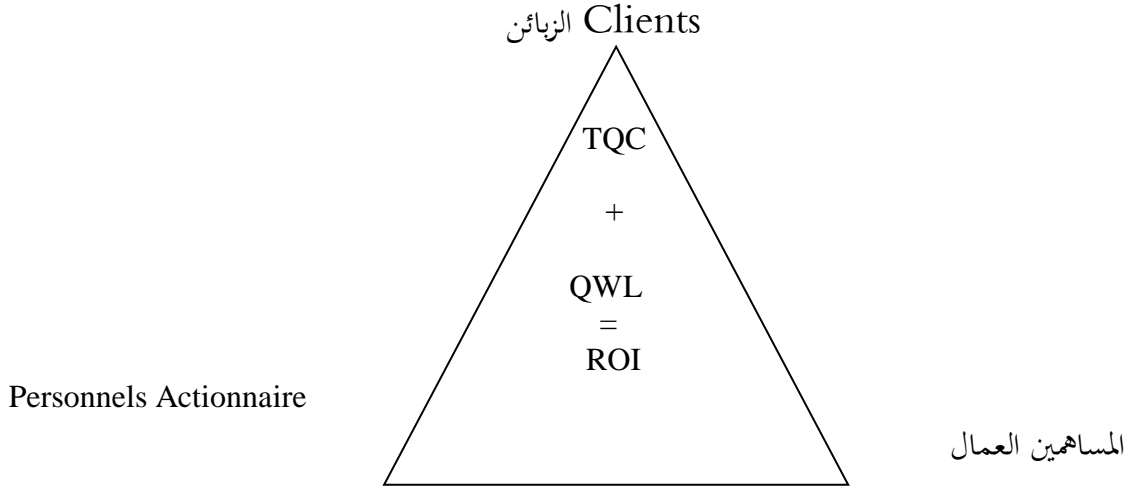 الزبائن Clients
TQC
+
QWL
=
ROI
Personnels Actionnaire
المساهمين العمال